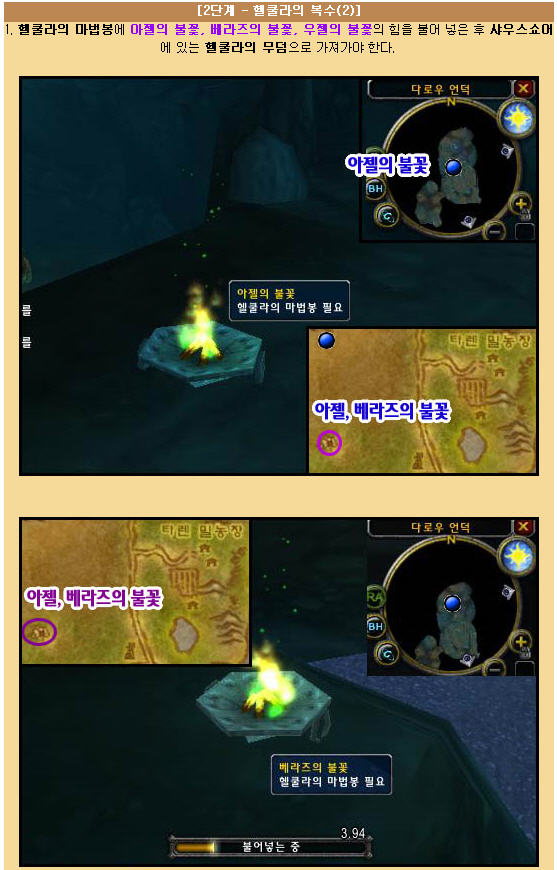 [2단계 - 헬쿨라의 복수(2)]
1. 헬쿨라의 마법봉에 아젤의 불꽃, 베라즈의 불꽃, 우젤의 불꽃의 힘을 불어 넣은 후 샤우스쇼어
에 있는 헬쿨라의 무덤으로 가져가야 한다.
다로우 언덕
N
아젤의 불꽃
BH
아젤의 불꽃
헬쿨라의 마법봉 필요
를
를
타렌 밀농장
아젤, 베라즈의 불꽃
타렌 밀농장
아젤, 베라즈의 불꽃
다로우 언덕
N
RA
BH
베라즈의 불꽃
헬쿨라의 마법봉 필요
3.94
불어넣는 중